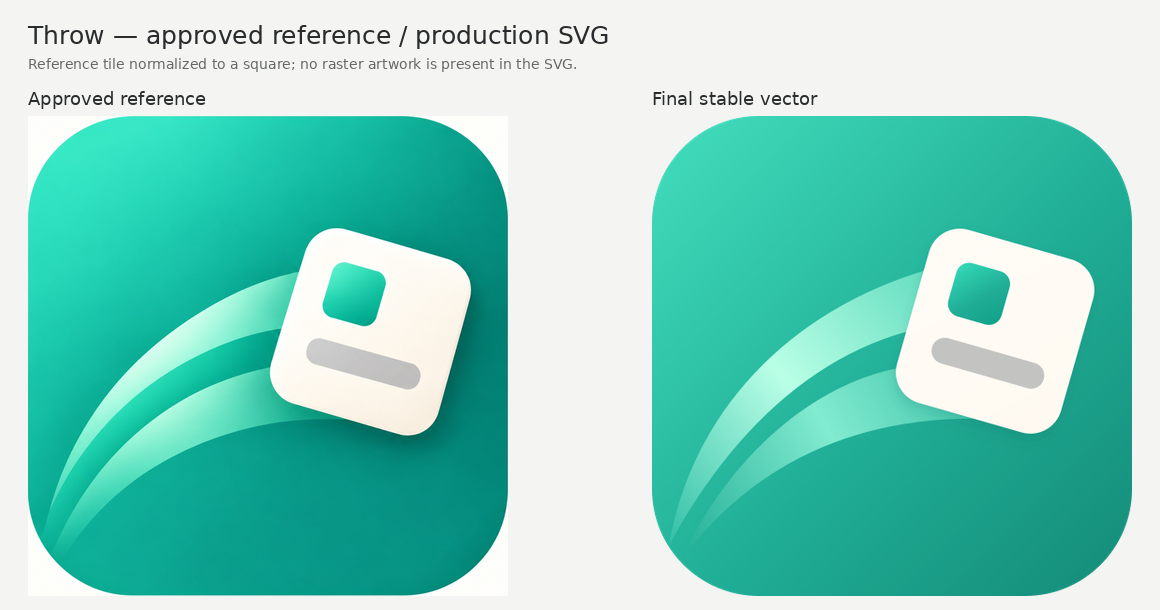 Throw — approved reference / production SVG
Reference tile normalized to a square; no raster artwork is present in the SVG.
Approved reference
Final stable vector